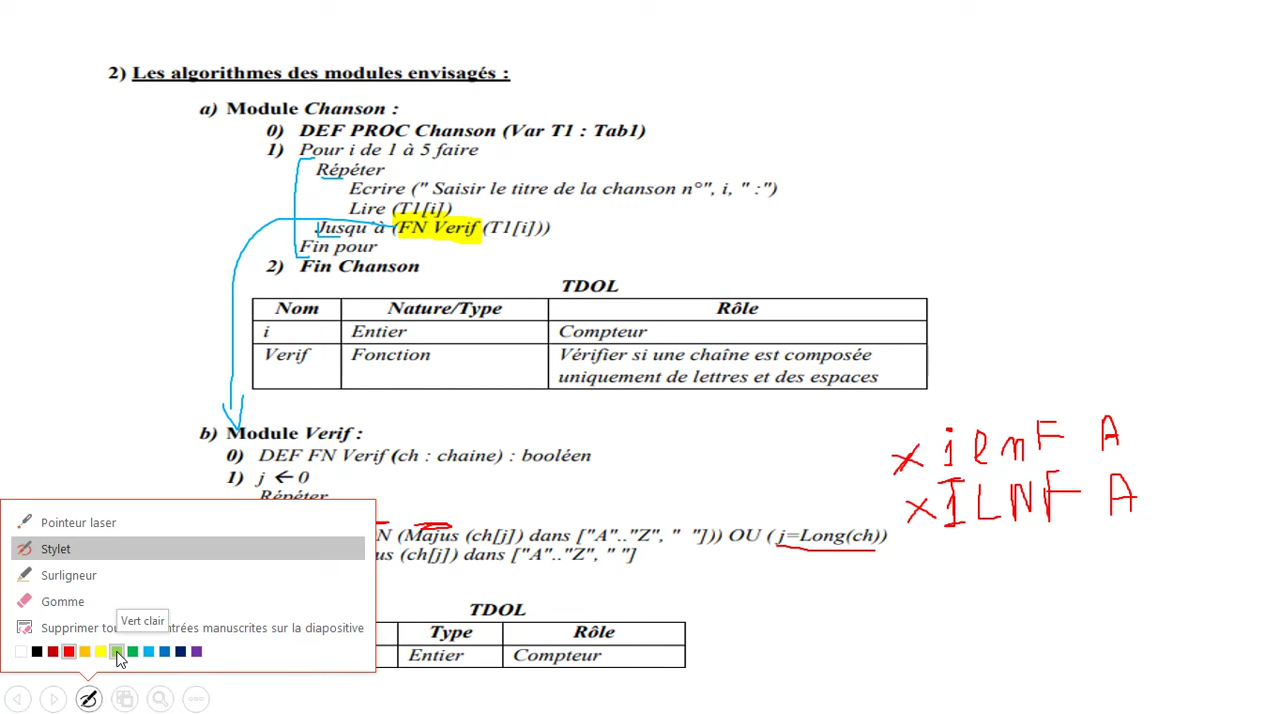 2) Les algorithmes des modules envisagés :
a) Module Chanson :
0) DEF PROC Chanson (Var T1 : Tab1)
1) Pour i de 1 à 5 faire
Répéter
Ecrire (" Saisir le titre de la chanson n°", i, " :")
Lire (T1[i])
Jusqu'à (FN Verif (T1[i]))
Fin pour
2) Fin Chanson
TDOL
Nom Nature/Type Rôle
i Entier Compteur
Verif Fonction Vérifier si une chaîne est composée
uniquement de lettres et des espaces
b) Module Verif :
0) DEF FN Verif (ch : chaine) : booléen
1) j ← 0
Répéter
N (Majus (ch[j]) dans ["A".."Z", " "])) OU ( j=Long(ch))
us (ch[j]) dans ["A".."Z", " "]
TDOL
Type Rôle
Entier Compteur
x i e n F A
x I L N F A
Pointeur laser
Stylet
Surligneur
Gomme
Vert clair
Supprimer tou ntrées manuscrites sur la diapositive